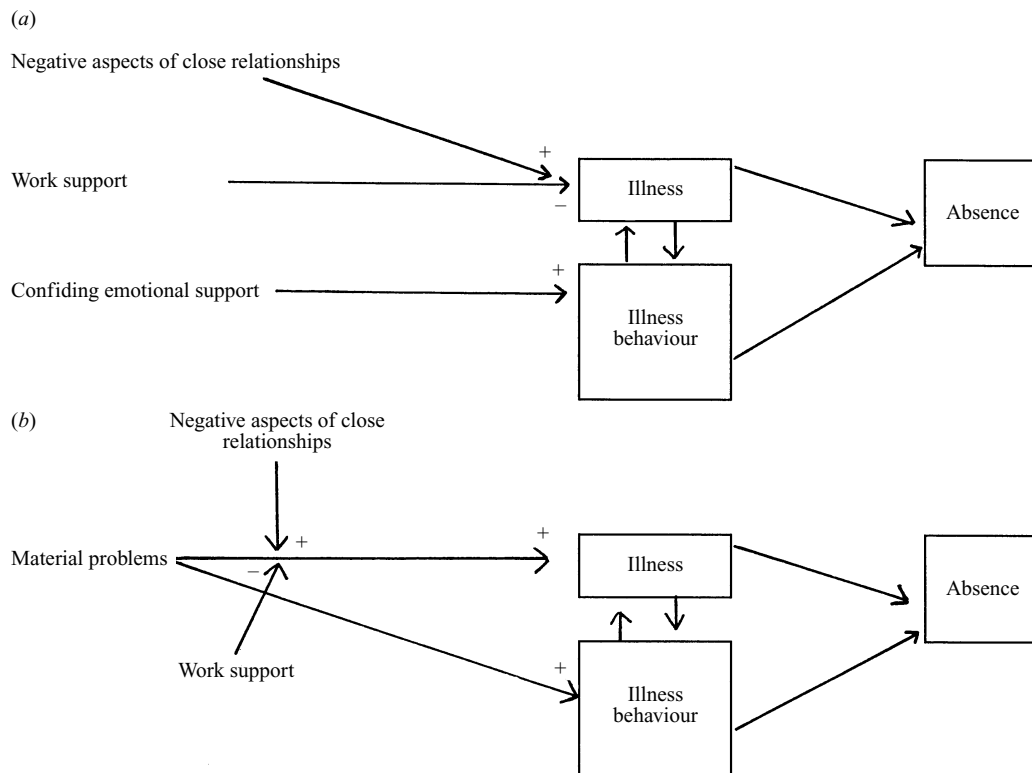 (a)
Negative aspects of close relationships
+
Work support
−
Illness
Absence
+
Confiding emotional support
Illness
behaviour
(b)
Negative aspects of close
relationships
+
+
Material problems
−
Illness
Absence
Work support
+
Illness
behaviour